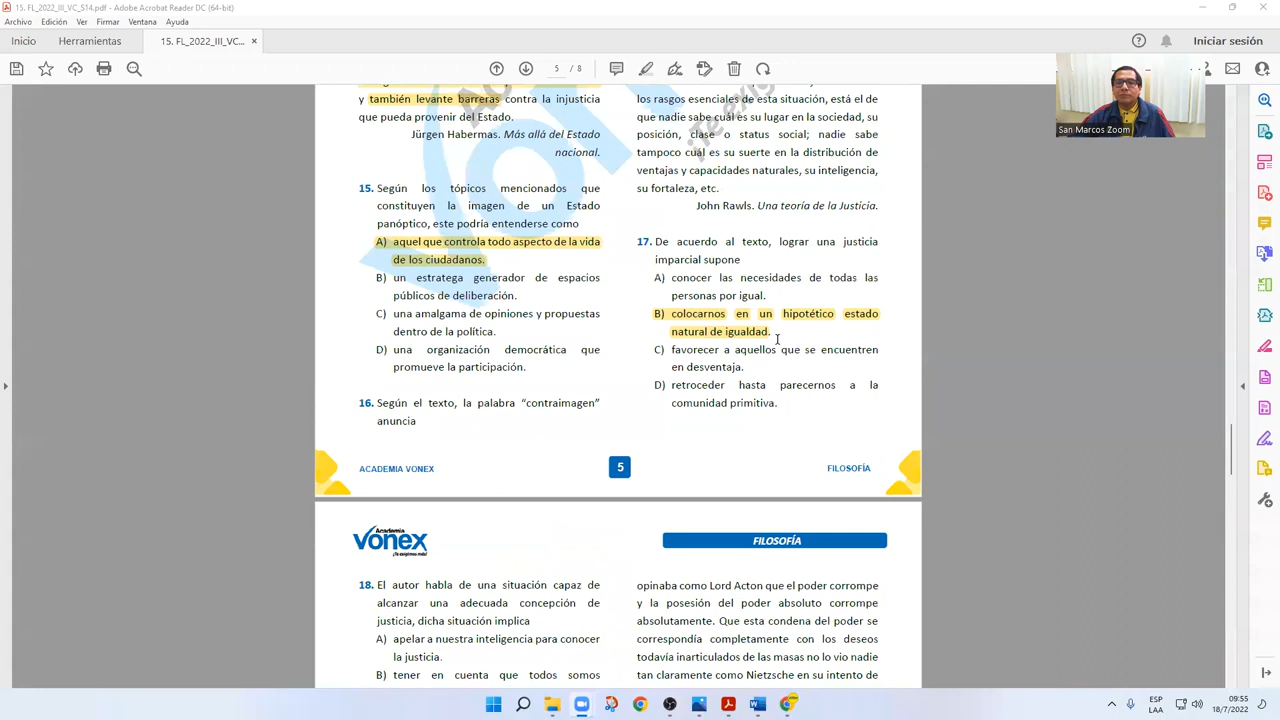 15. FL_2022_III_VC_S14.pdf - Adobe Acrobat Reader DC (64-bit)
Archivo Edición Ver Firmar Ventana Ayuda
Inicio Herramientas 15. FL_2022_III_VC... × Iniciar sesión
5 / 8
San Marcos Zoom
y también levante barreras contra la injusticia
que pueda provenir del Estado.
Jürgen Habermas. Más allá del Estado
nacional.
15. Según los tópicos mencionados que
constituyen la imagen de un Estado
panóptico, este podría entenderse como
A) aquel que controla todo aspecto de la vida
de los ciudadanos.
B) un estratega generador de espacios
públicos de deliberación.
C) una amalgama de opiniones y propuestas
dentro de la política.
D) una organización democrática que
promueve la participación.
16. Según el texto, la palabra “contraimagen”
anuncia
los rasgos esenciales de esta situación, está el de
que nadie sabe cuál es su lugar en la sociedad, su
posición, clase o status social; nadie sabe
tampoco cuál es su suerte en la distribución de
ventajas y capacidades naturales, su inteligencia,
su fortaleza, etc.
John Rawls. Una teoría de la Justicia.
17. De acuerdo al texto, lograr una justicia
imparcial supone
A) conocer las necesidades de todas las
personas por igual.
B) colocarnos en un hipotético estado
natural de igualdad.
C) favorecer a aquellos que se encuentren
en desventaja.
D) retroceder hasta parecernos a la
comunidad primitiva.
ACADEMIA VONEX 5 FILOSOFÍA
Academia
vonex
¡Te exigimos más!
FILOSOFÍA
18. El autor habla de una situación capaz de
alcanzar una adecuada concepción de
justicia, dicha situación implica
A) apelar a nuestra inteligencia para conocer
la justicia.
B) tener en cuenta que todos somos
opinaba como Lord Acton que el poder corrompe
y la posesión del poder absoluto corrompe
absolutamente. Que esta condena del poder se
correspondía completamente con los deseos
todavía inarticulados de las masas no lo vio nadie
tan claramente como Nietzsche en su intento de
ESP
LAA
09:55
18/7/2022